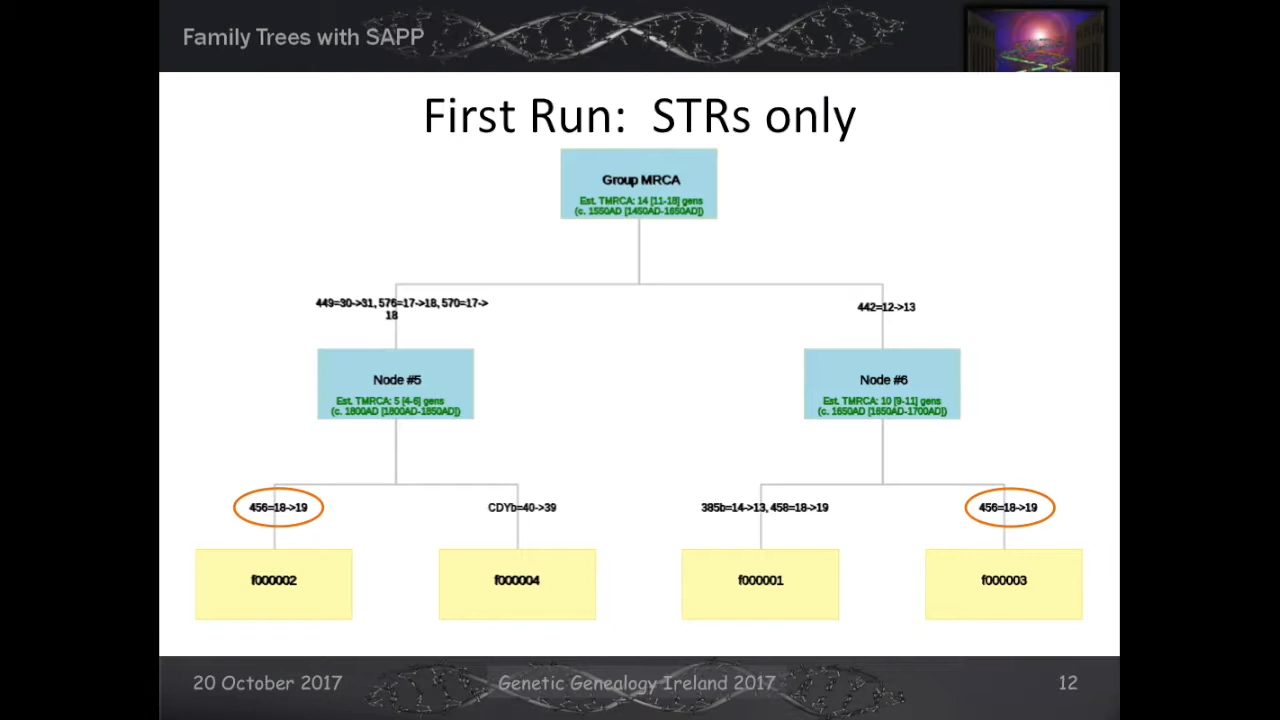 Family Trees with SAPP
First Run:  STRs only
Group MRCA
Est. TMRCA: 14 [11-18] gens
(c. 1550AD [1450AD-1650AD])
449=30->31, 576=17->18, 570=17->
18
442=12->13
Node #5
Est. TMRCA: 5 [4-6] gens
(c. 1800AD [1800AD-1850AD])
Node #6
Est. TMRCA: 10 [9-11] gens
(c. 1650AD [1650AD-1700AD])
456=18->19
CDYb=40->39
385b=14->13, 458=18->19
456=18->19
f000002
f000004
f000001
f000003
20 October 2017
Genetic Genealogy Ireland 2017
12